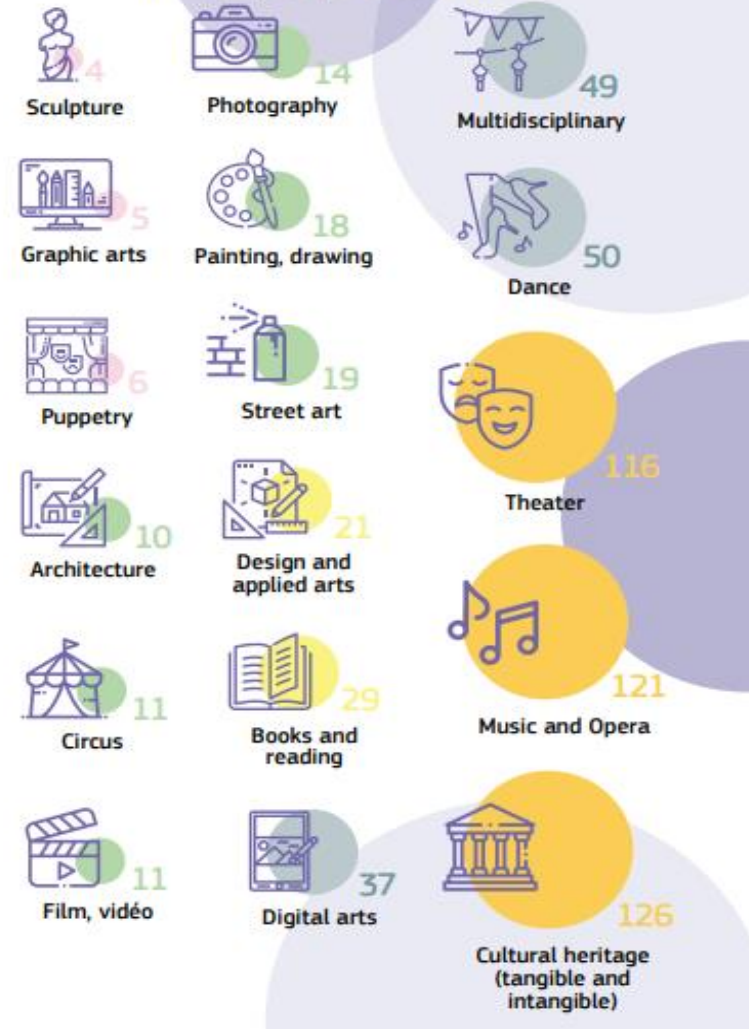 4
Sculpture
5
Graphic arts
6
Puppetry
10
Architecture
11
Circus
11
Film, vidéo
14
Photography
18
Painting, drawing
19
Street art
21
Design and
applied arts
29
Books and
reading
37
Digital arts
49
Multidisciplinary
50
Dance
116
Theater
121
Music and Opera
126
Cultural heritage
(tangible and
intangible)